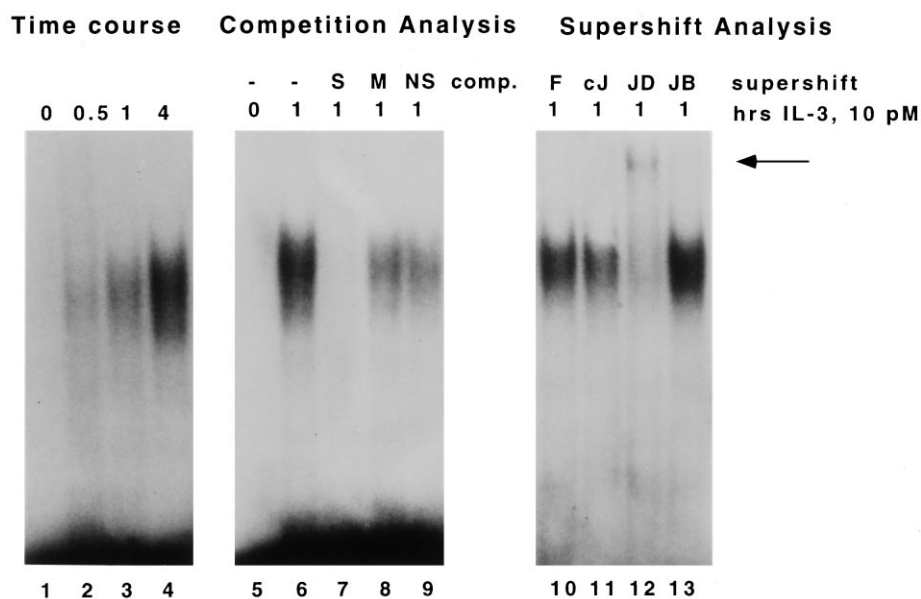 Time course Competition Analysis Supershift Analysis
- - S M NS comp. F cJ JD JB supershift
0 0.5 1 4 0 1 1 1 1 1 1 1 1 hrs IL-3, 10 pM
1 2 3 4 5 6 7 8 9 10 11 12 13